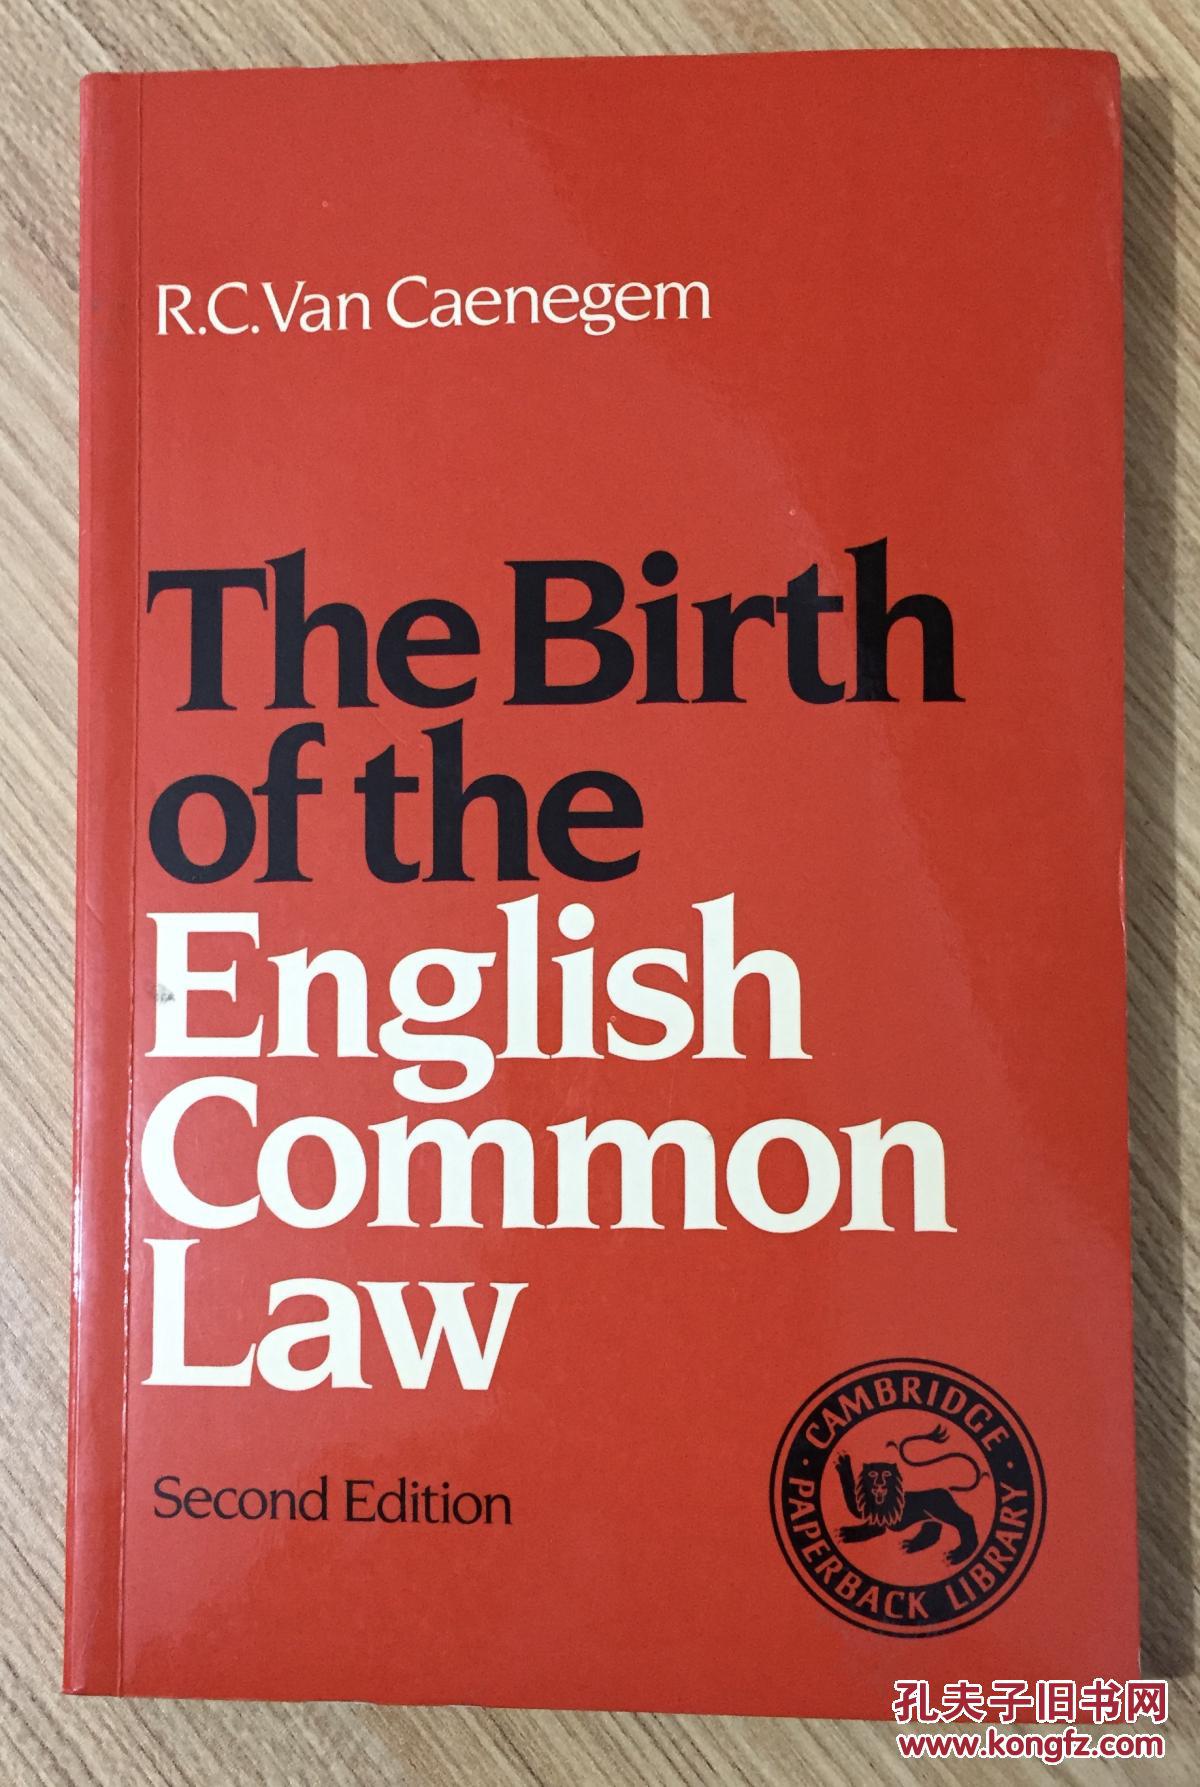 R.C.Van Caenegem
The Birth
of the
English
Common
Law
Second Edition
CAMBRIDGE
· PAPERBACK LIBRARY ·
孔夫子旧书网
www.kongfz.com